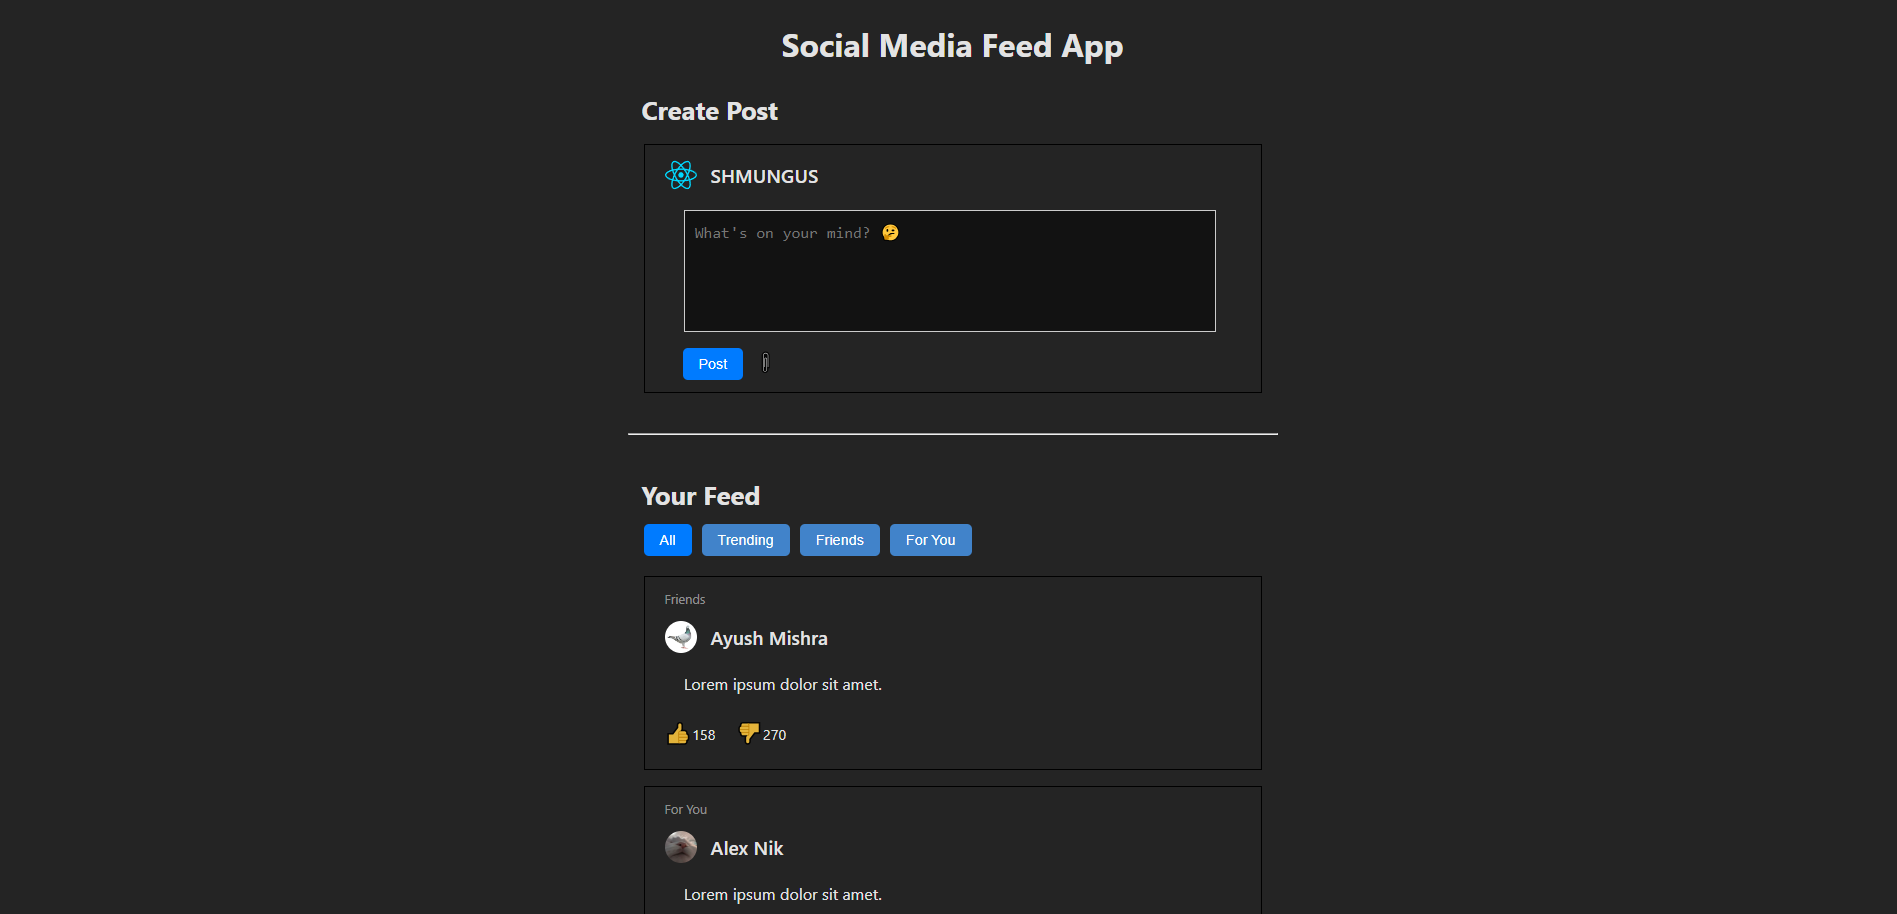 Social Media Feed App
Create Post
SHMUNGUS
What's on your mind? 🤔
Post
Your Feed
All Trending Friends For You
Friends
Ayush Mishra
Lorem ipsum dolor sit amet.
158 270
For You
Alex Nik
Lorem ipsum dolor sit amet.